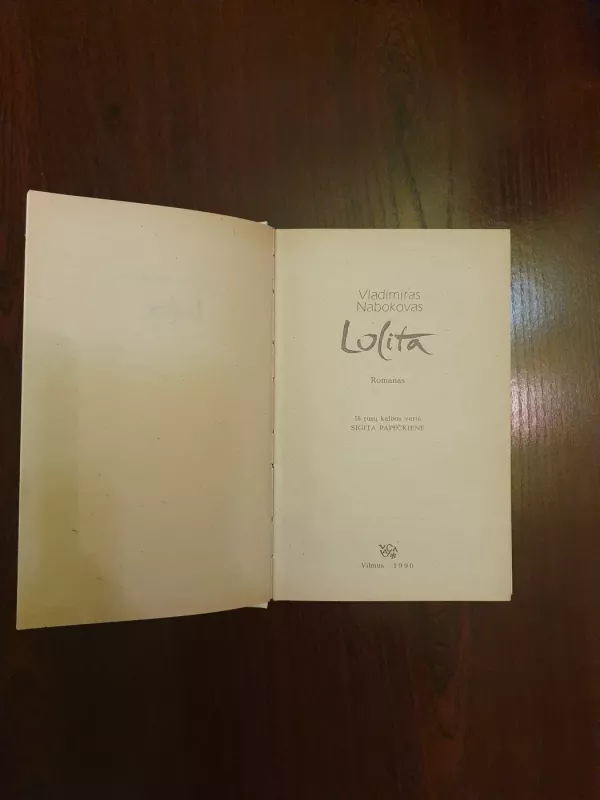 Vladimiras
Nabokovas
Lolita
Romanas
Iš rusų kalbos vertė
SIGITA PAPEČKIENĖ
Vilnius 1990